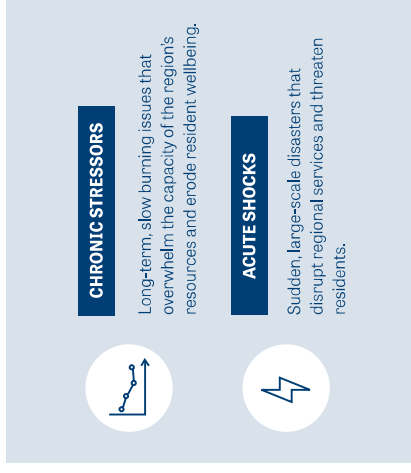 CHRONIC STRESSORS
Long-term, slow burning issues that
overwhelm the capacity of the region's
resources and erode resident wellbeing.
ACUTE SHOCKS
Sudden, large-scale disasters that
disrupt regional services and threaten
residents.